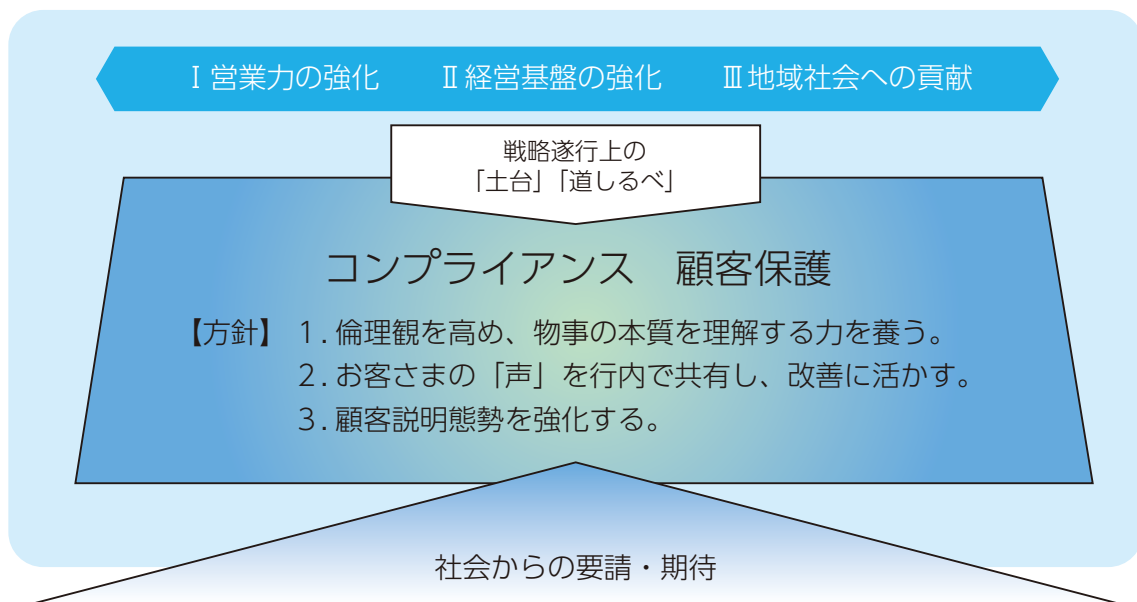 Ⅰ営業力の強化　Ⅱ経営基盤の強化　Ⅲ地域社会への貢献
戦略遂行上の
「土台」「道しるべ」
コンプライアンス　顧客保護
【方針】 1．倫理観を高め、物事の本質を理解する力を養う。
2．お客さまの「声」を行内で共有し、改善に活かす。
3．顧客説明態勢を強化する。
社会からの要請・期待